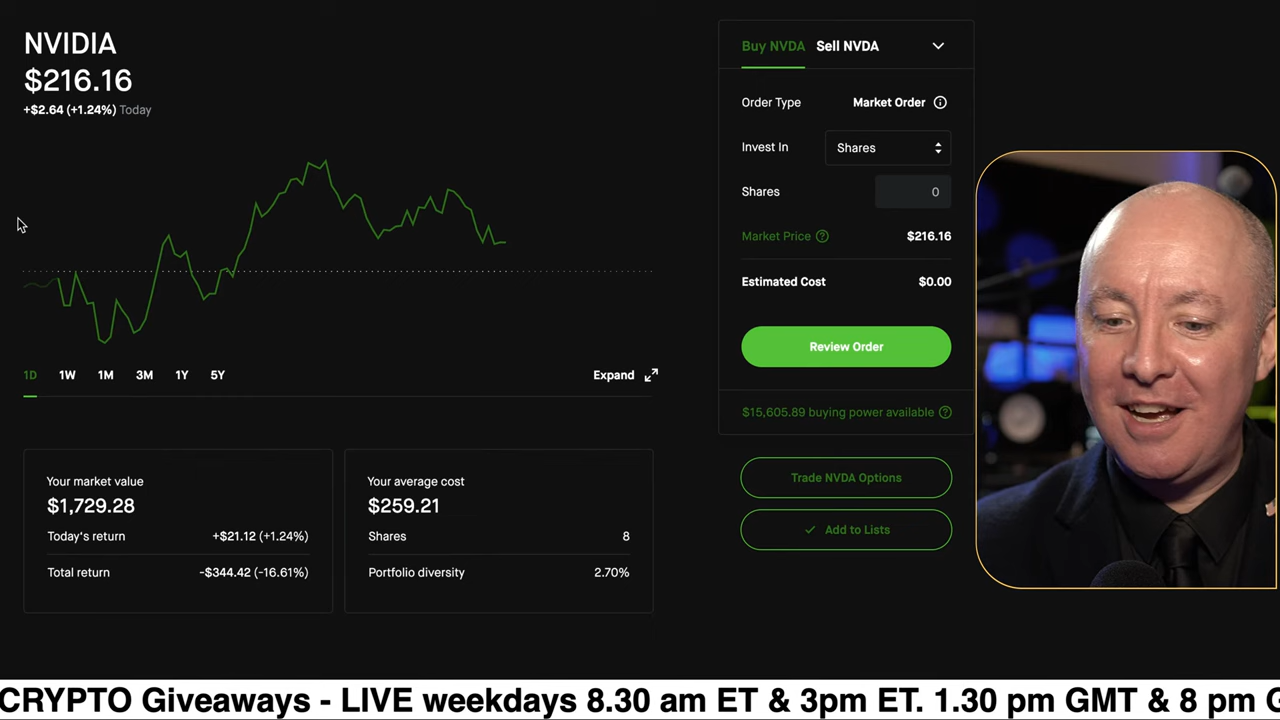 NVIDIA
$216.16
+$2.64 (+1.24%) Today
1D 1W 1M 3M 1Y 5Y
Expand
Your market value
$1,729.28
Today's return +$21.12 (+1.24%)
Total return -$344.42 (-16.61%)
Your average cost
$259.21
Shares 8
Portfolio diversity 2.70%
Buy NVDA Sell NVDA
Order Type Market Order
Invest In Shares
Shares 0
Market Price $216.16
Estimated Cost $0.00
Review Order
$15,605.89 buying power available
Trade NVDA Options
Add to Lists
CRYPTO Giveaways - LIVE weekdays 8.30 am ET & 3pm ET. 1.30 pm GMT & 8 pm